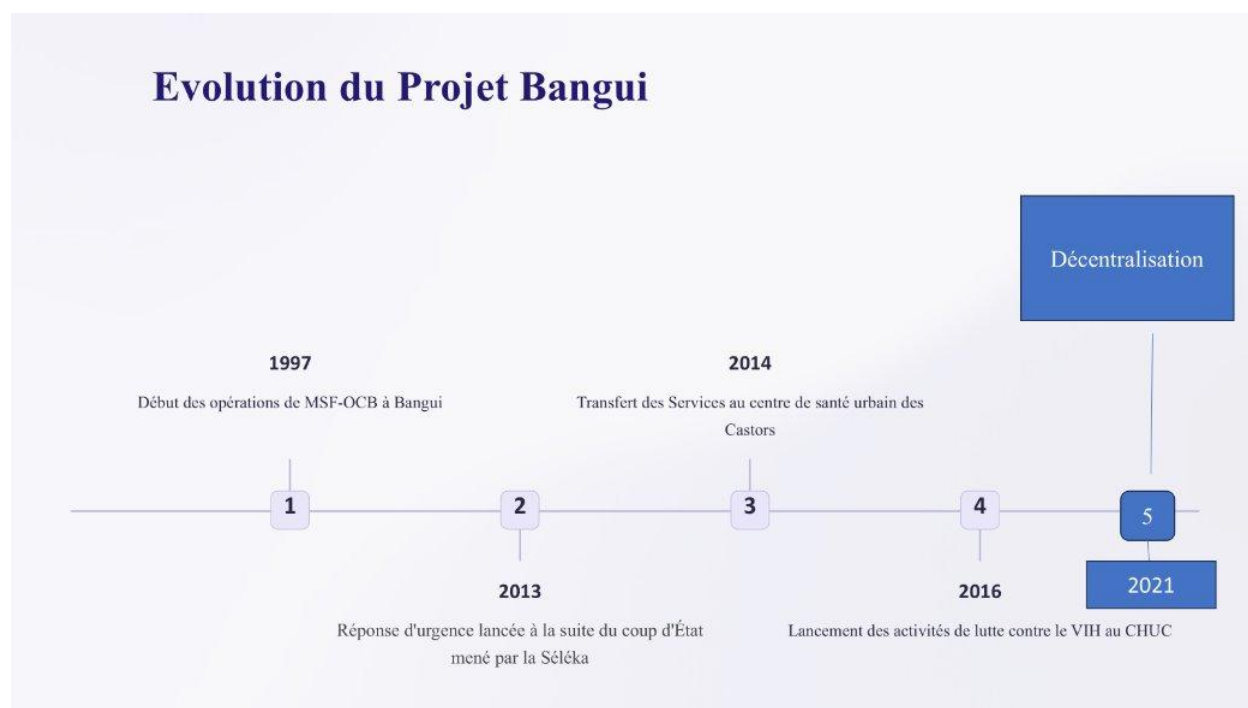 Evolution du Projet Bangui
Décentralisation
1997
Début des opérations de MSF-OCB à Bangui
2014
Transfert des Services au centre de santé urbain des
Castors
1
2
3
4
5
2013
Réponse d'urgence lancée à la suite du coup d'État
mené par la Séléka
2016
Lancement des activités de lutte contre le VIH au CHUC
2021